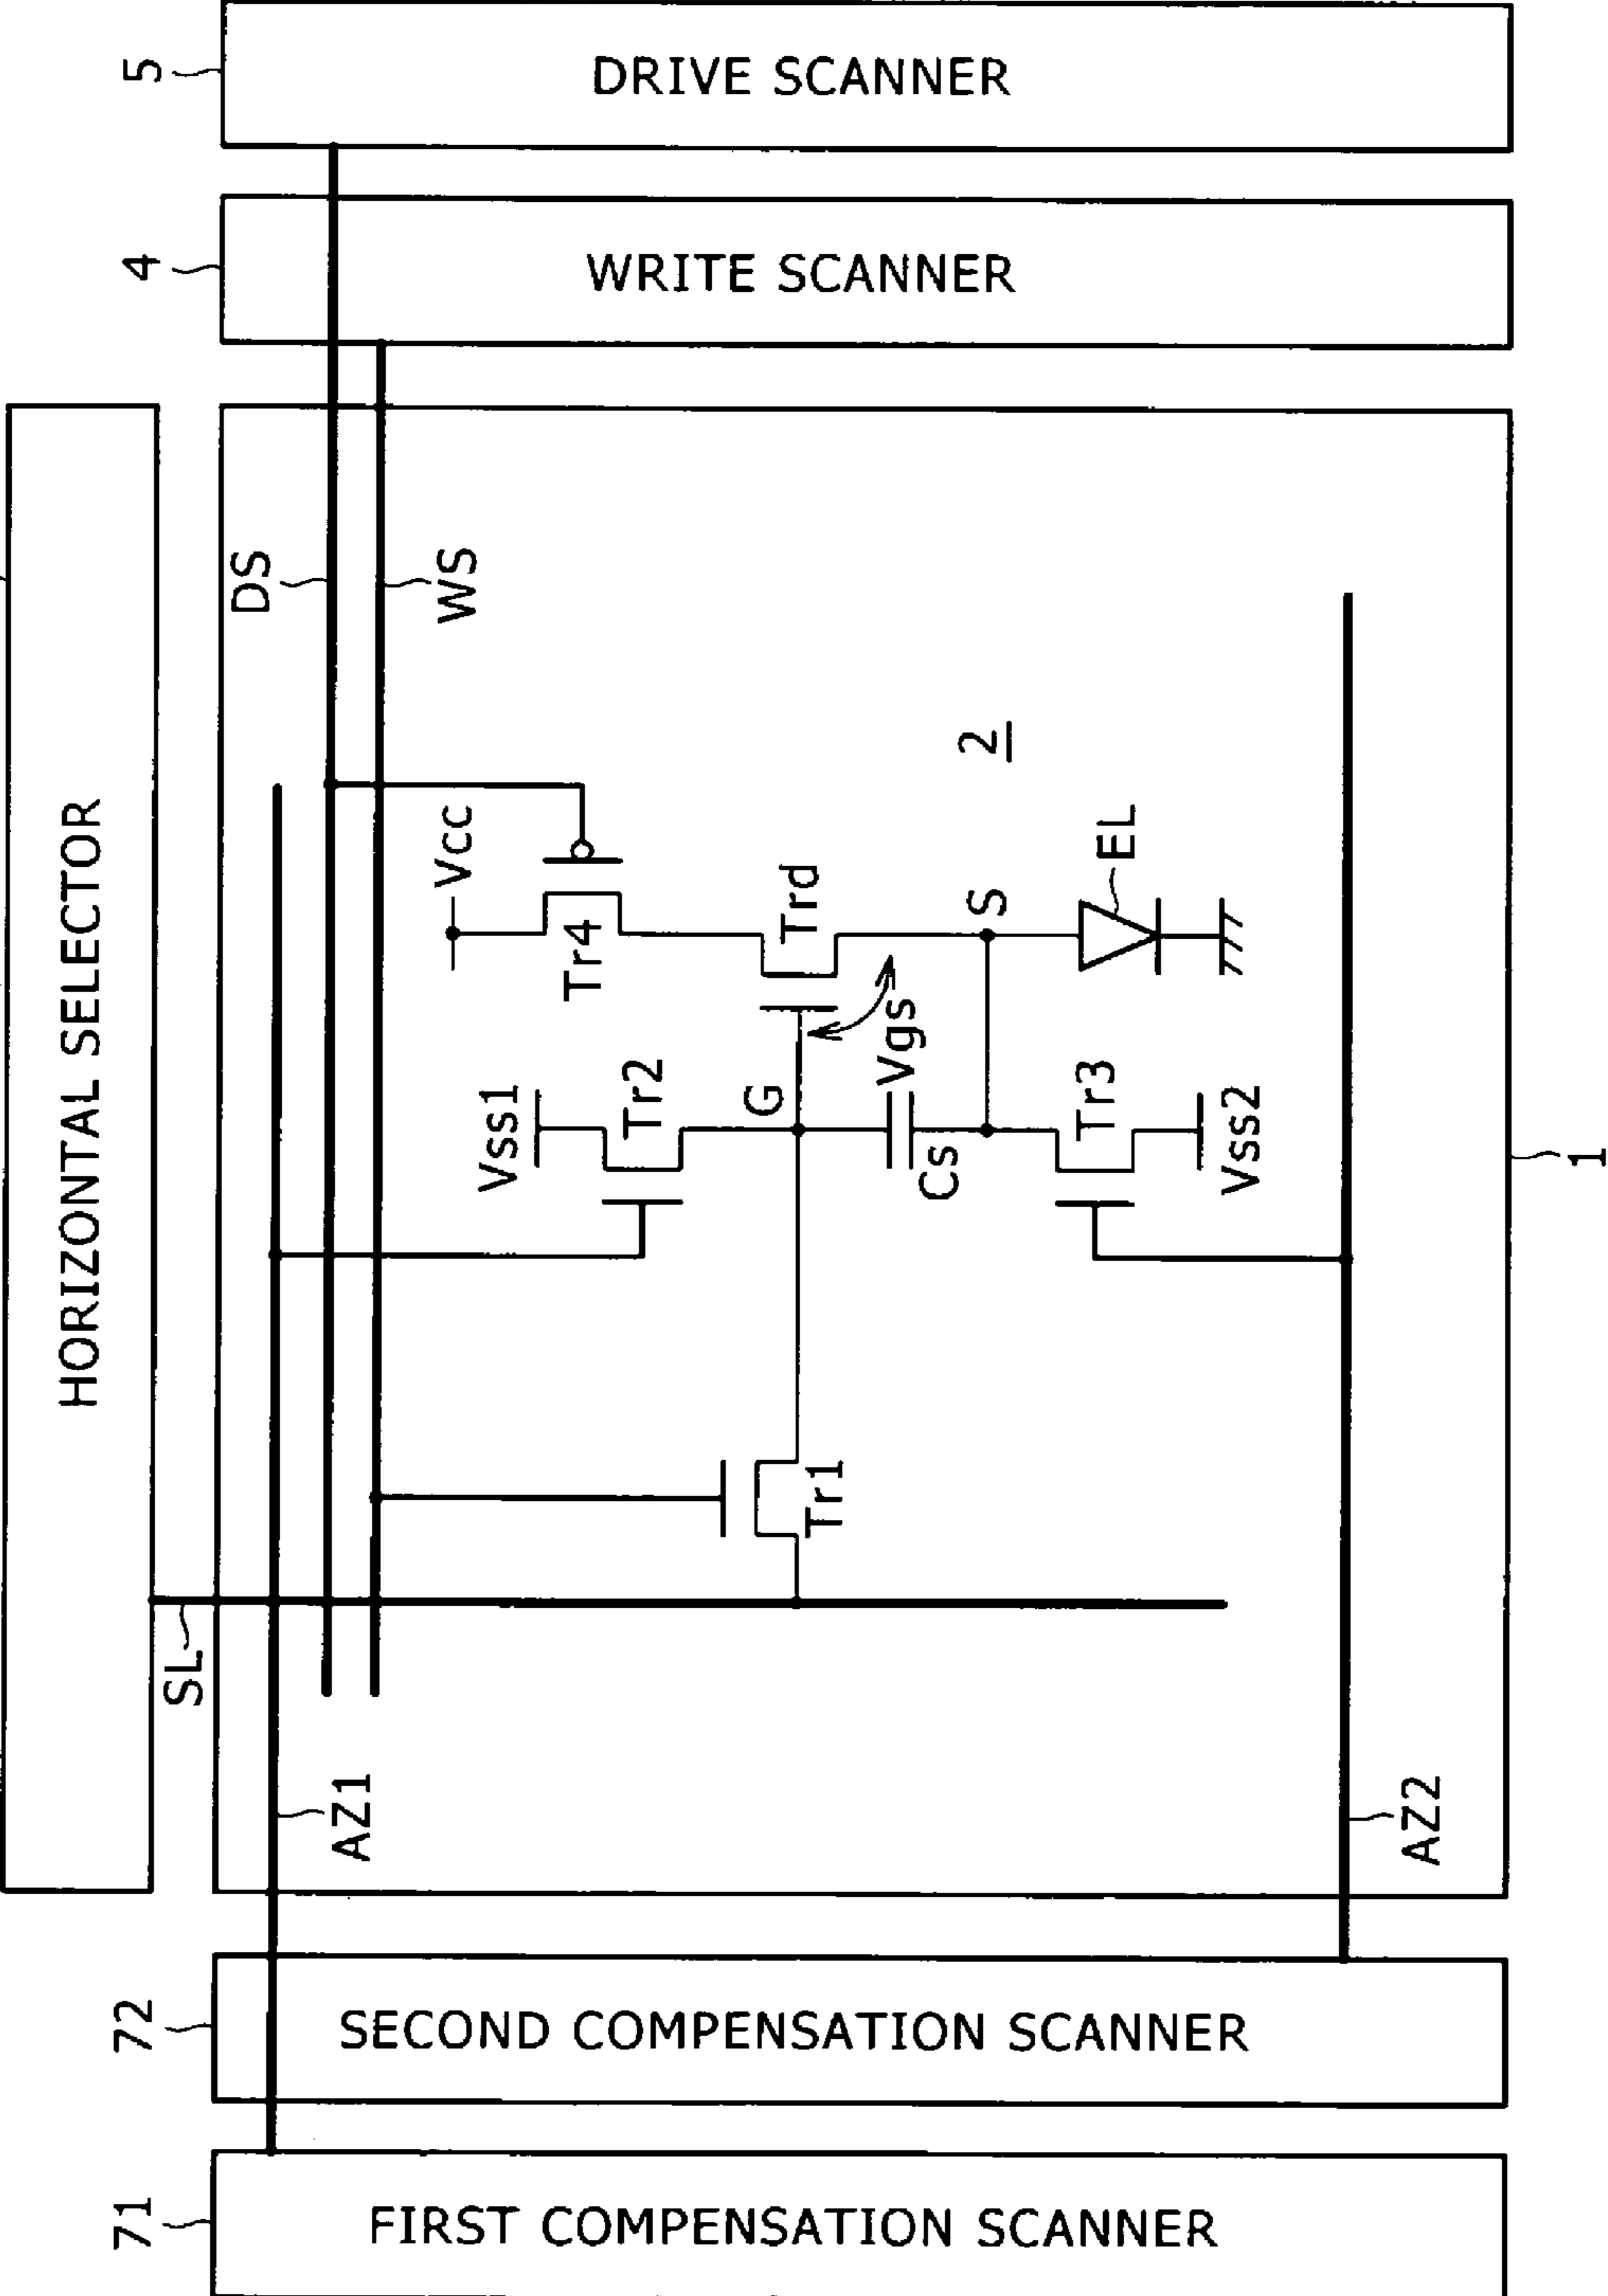 5
DRIVE SCANNER
4
WRITE SCANNER
HORIZONTAL SELECTOR
DS
WS
2
Vcc
EL
Tr4
Trd
S
Vgs
Vss1
Tr2
G
Cs
Tr3
Vss2
1
Tr1
SL
AZ1
AZ2
72
SECOND COMPENSATION SCANNER
71
FIRST COMPENSATION SCANNER